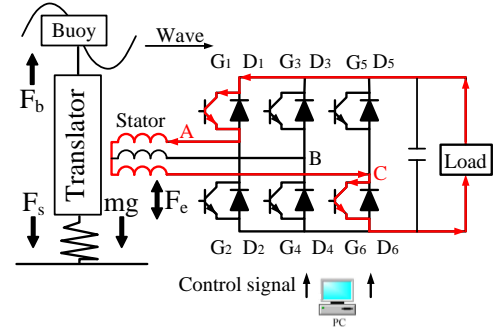 Buoy
Wave
G1 D1 G3 D3 G5 D5
Fb
Translator
Stator
A
B
C
Load
Fs
mg
Fe
G2 D2 G4 D4 G6 D6
Control signal
PC